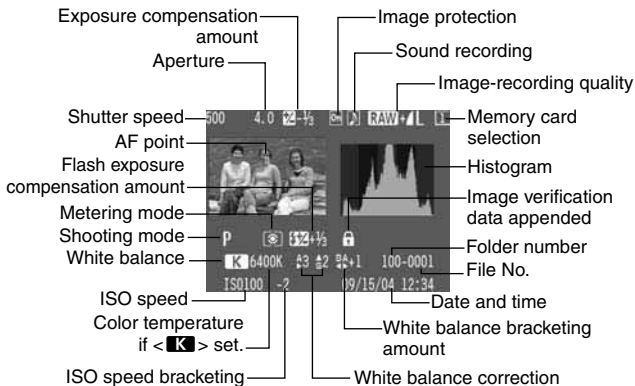 Exposure compensation amount
Image protection
Aperture
Sound recording
Image-recording quality
Shutter speed
500 4.0 -1/3 RAW+ L
Memory card selection
AF point
Histogram
Flash exposure compensation amount
Image verification data appended
Metering mode
Shooting mode
P +1/3
Folder number
White balance
K 6400K A3 2 BA+1 100-0001
File No.
ISO speed
ISO100 -2 09/15/04 12:34
Date and time
Color temperature if <K> set.
White balance bracketing amount
ISO speed bracketing
White balance correction